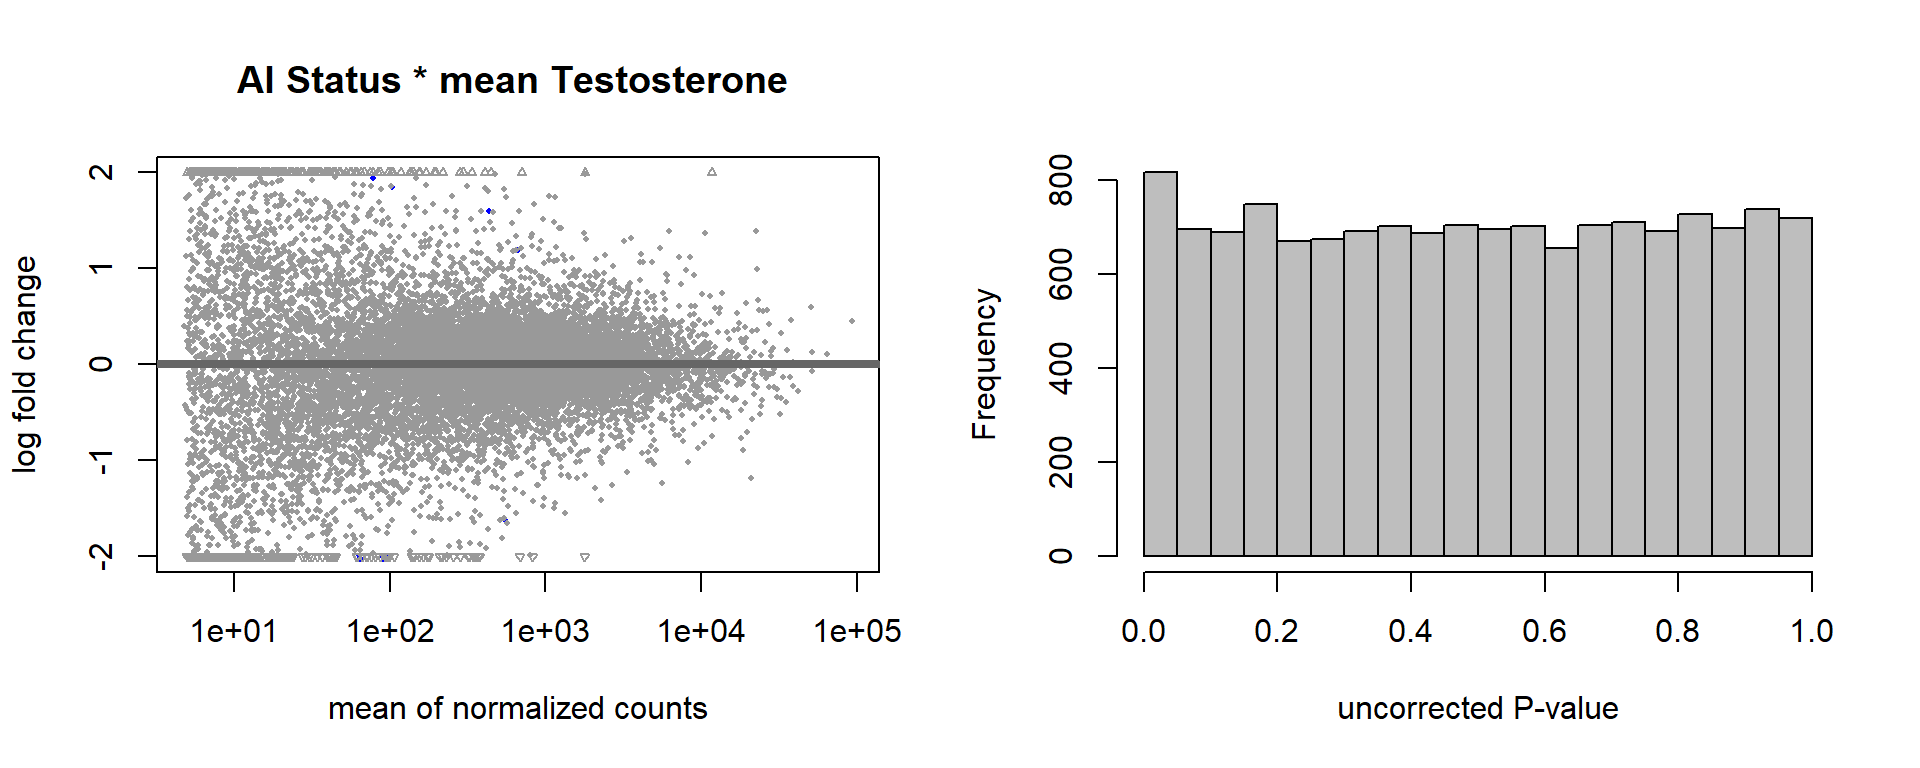 AI Status * mean Testosterone
log fold change
2
1
0
-1
-2
1e+01 1e+02 1e+03 1e+04 1e+05
mean of normalized counts
Frequency
800
600
400
200
0
0.0 0.2 0.4 0.6 0.8 1.0
uncorrected P-value